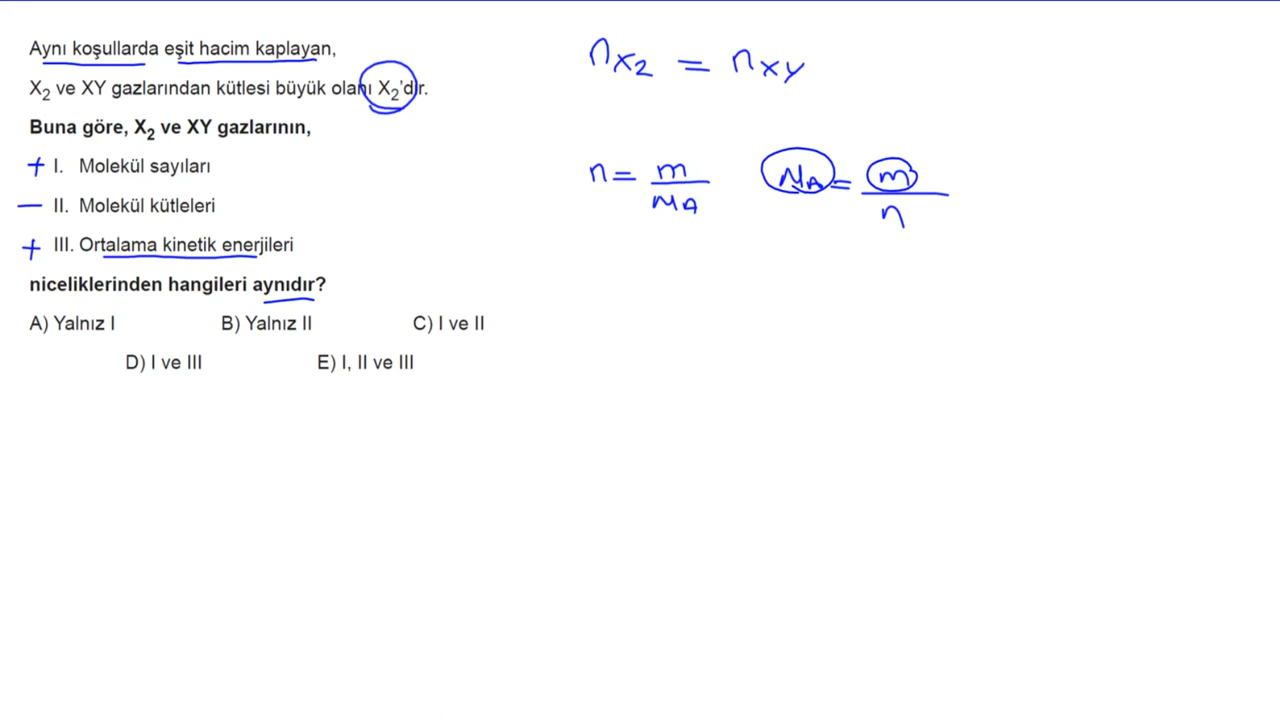 Aynı koşullarda eşit hacim kaplayan,
X₂ ve XY gazlarından kütlesi büyük olanı X₂'dir.
Buna göre, X₂ ve XY gazlarının,
+ I. Molekül sayıları
— II. Molekül kütleleri
+ III. Ortalama kinetik enerjileri
niceliklerinden hangileri aynıdır?
A) Yalnız I B) Yalnız II C) I ve II
D) I ve III E) I, II ve III
nX₂ = nXY
n = m/MA MA = m/n